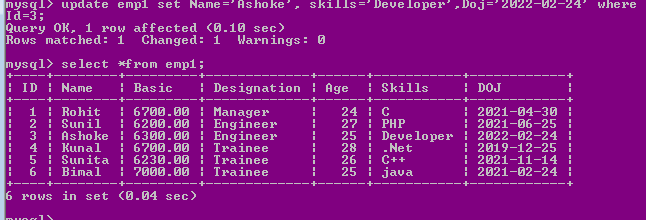 mysql> update emp1 set Name='Ashoke', skills='Developer',Doj='2022-02-24' where
Id=3;
Query OK, 1 row affected (0.10 sec)
Rows matched: 1  Changed: 1  Warnings: 0
mysql> select *from emp1;
+----+--------+---------+-------------+------+-----------+------------+
| ID | Name   | Basic   | Designation | Age  | Skills    | DOJ        |
+----+--------+---------+-------------+------+-----------+------------+
|  1 | Rohit  | 6700.00 | Manager     |   24 | C         | 2021-04-30 |
|  2 | Sunil  | 6200.00 | Engineer    |   27 | PHP       | 2021-06-25 |
|  3 | Ashoke | 6300.00 | Engineer    |   25 | Developer | 2022-02-24 |
|  4 | Kunal  | 6700.00 | Trainee     |   28 | .Net      | 2019-12-25 |
|  5 | Sunita | 6230.00 | Trainee     |   26 | C++       | 2021-11-14 |
|  6 | Bimal  | 7000.00 | Trainee     |   25 | java      | 2021-02-24 |
+----+--------+---------+-------------+------+-----------+------------+
6 rows in set (0.04 sec)
mysql>